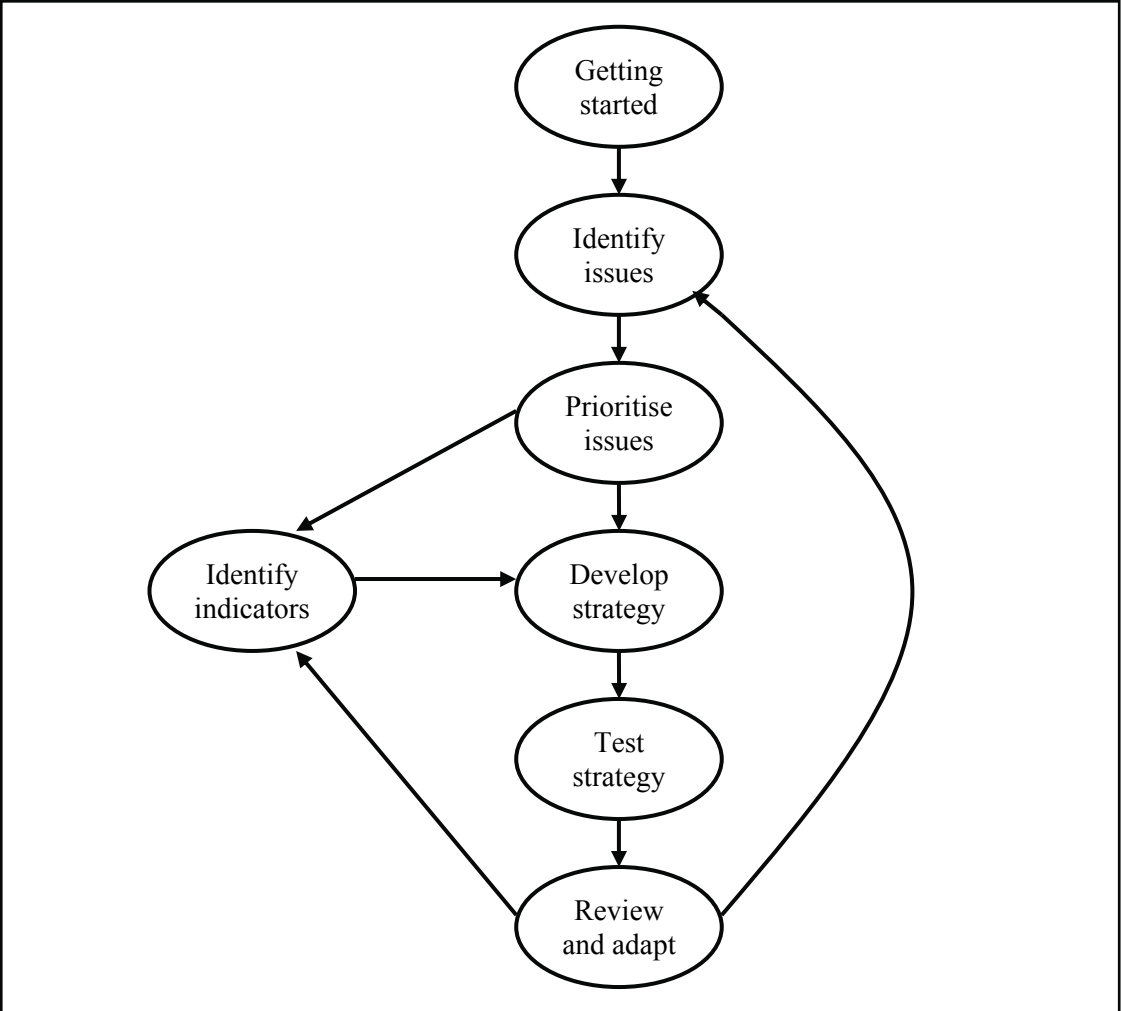 Getting
started
Identify
issues
Prioritise
issues
Identify
indicators
Develop
strategy
Test
strategy
Review
and adapt